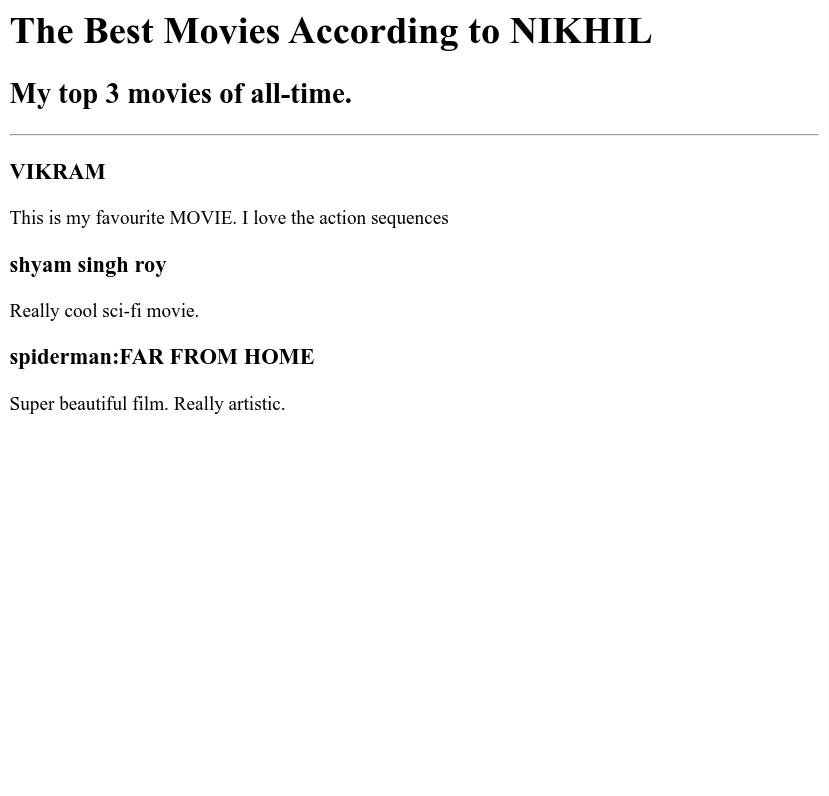 The Best Movies According to NIKHIL
My top 3 movies of all-time.
VIKRAM
This is my favourite MOVIE. I love the action sequences
shyam singh roy
Really cool sci-fi movie.
spiderman:FAR FROM HOME
Super beautiful film. Really artistic.